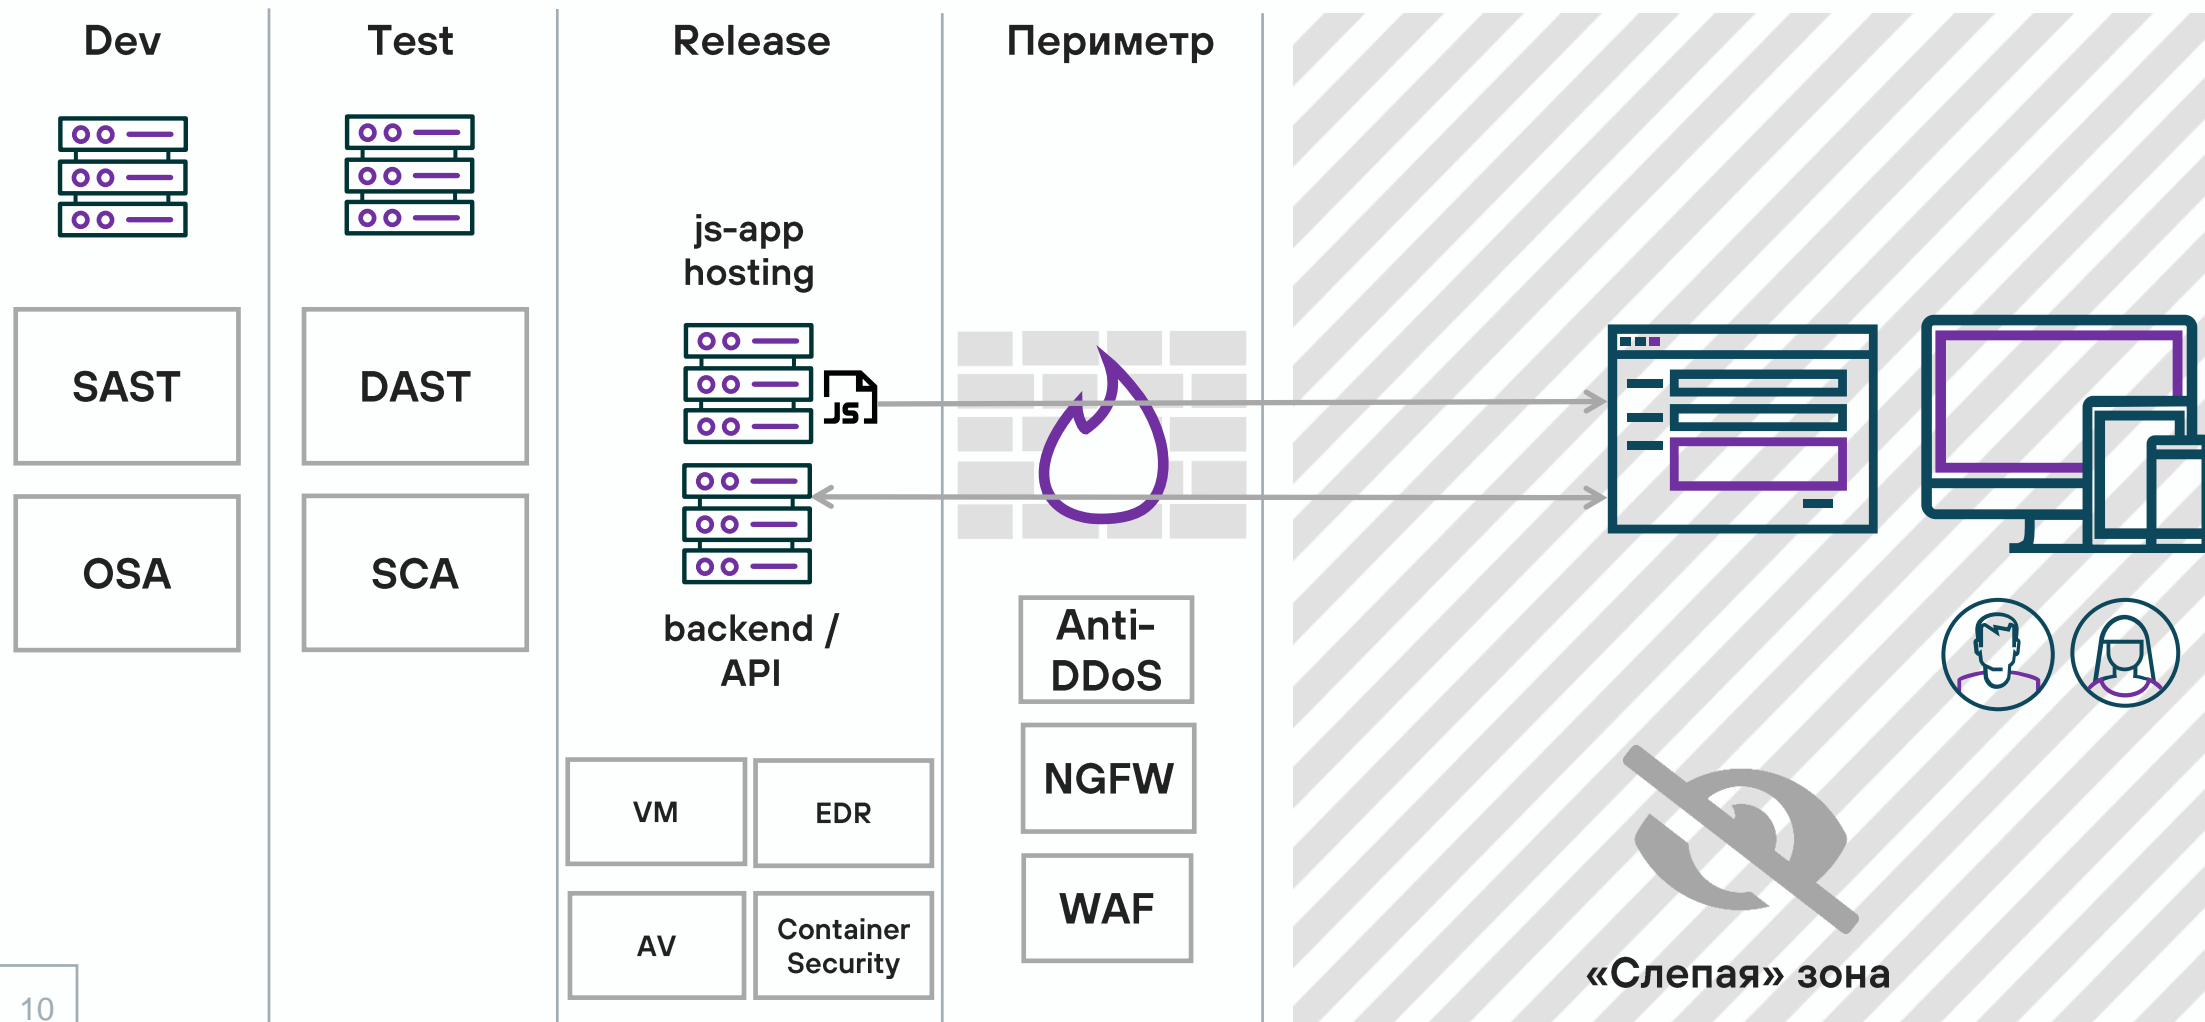 Dev
Test
Release
Периметр
js-app
hosting
JS
SAST
DAST
OSA
SCA
backend /
API
Anti-
DDoS
NGFW
WAF
VM
EDR
AV
Container
Security
«Слепая» зона
10